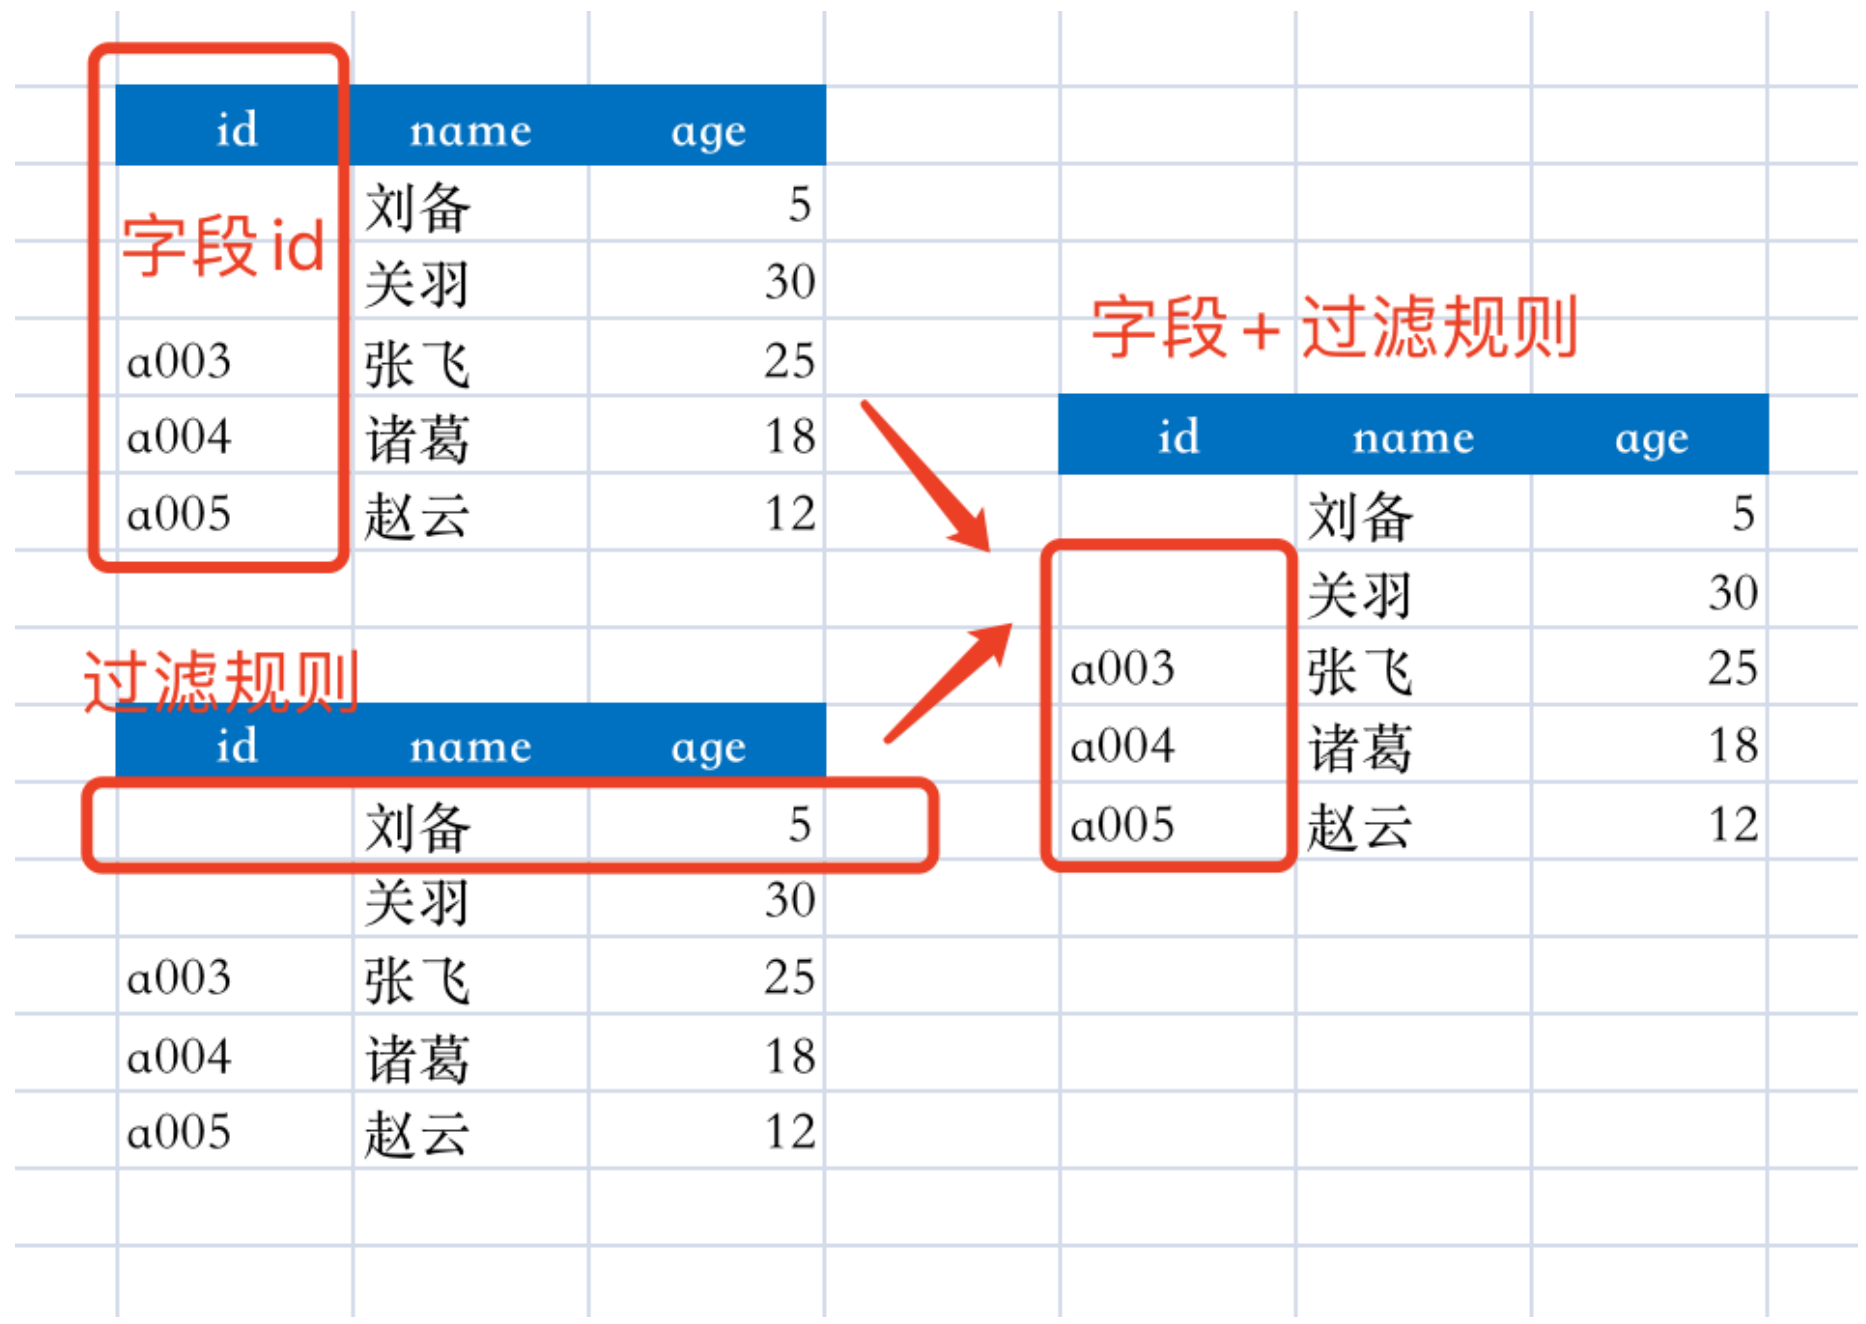 id name age
刘备 5
字段id
关羽 30
a003 张飞 25
a004 诸葛 18
a005 赵云 12
过滤规则
id name age
刘备 5
关羽 30
a003 张飞 25
a004 诸葛 18
a005 赵云 12
字段+过滤规则
id name age
刘备 5
关羽 30
a003 张飞 25
a004 诸葛 18
a005 赵云 12